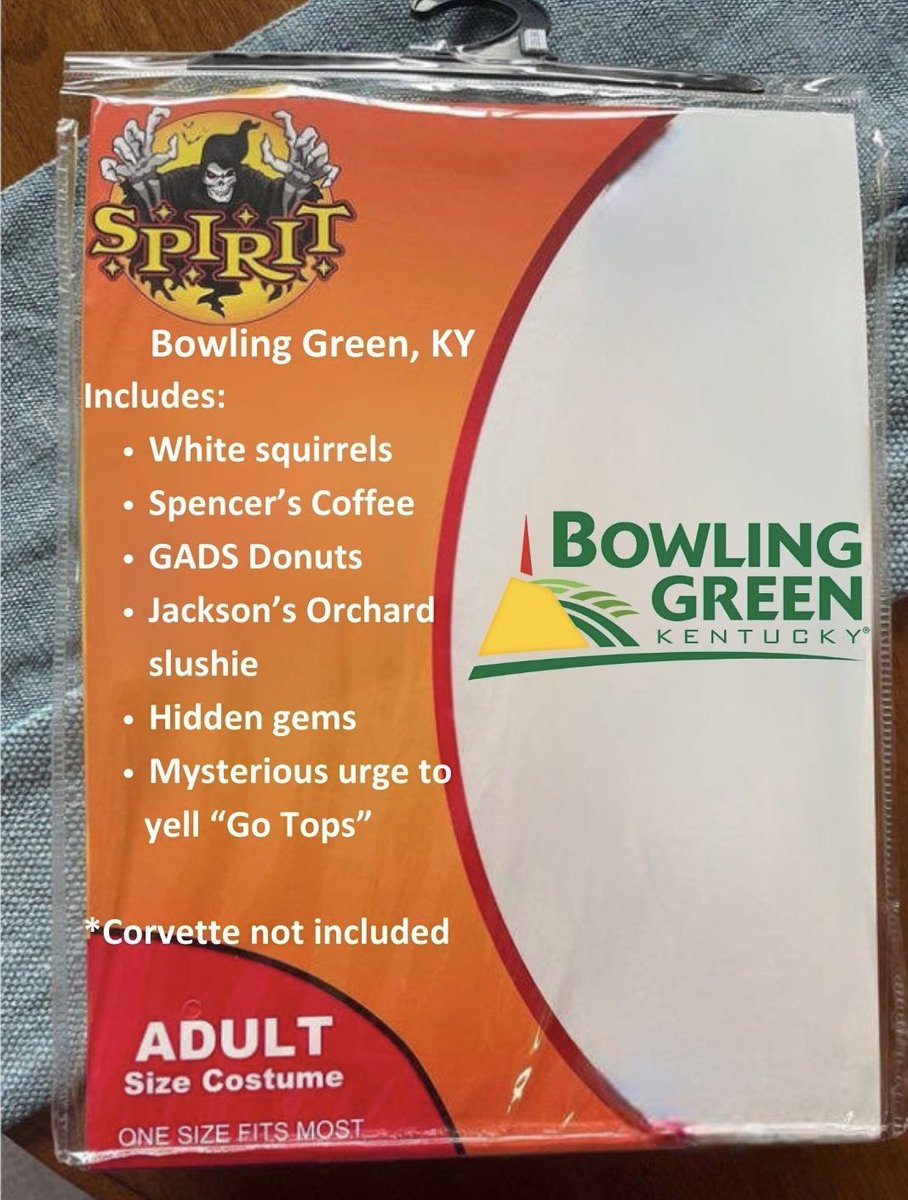 SPIRIT
Bowling Green, KY
Includes:
• White squirrels
• Spencer’s Coffee
• GADS Donuts
• Jackson’s Orchard
slushie
• Hidden gems
• Mysterious urge to
yell “Go Tops”
*Corvette not included
BOWLING
GREEN
KENTUCKY®
ADULT
Size Costume
ONE SIZE FITS MOST